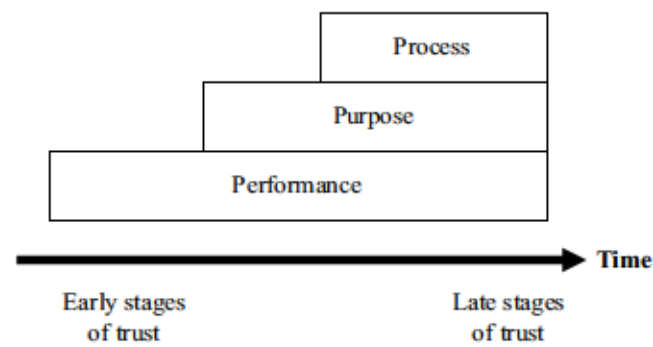 Process
Purpose
Performance
Time
Early stages
of trust
Late stages
of trust